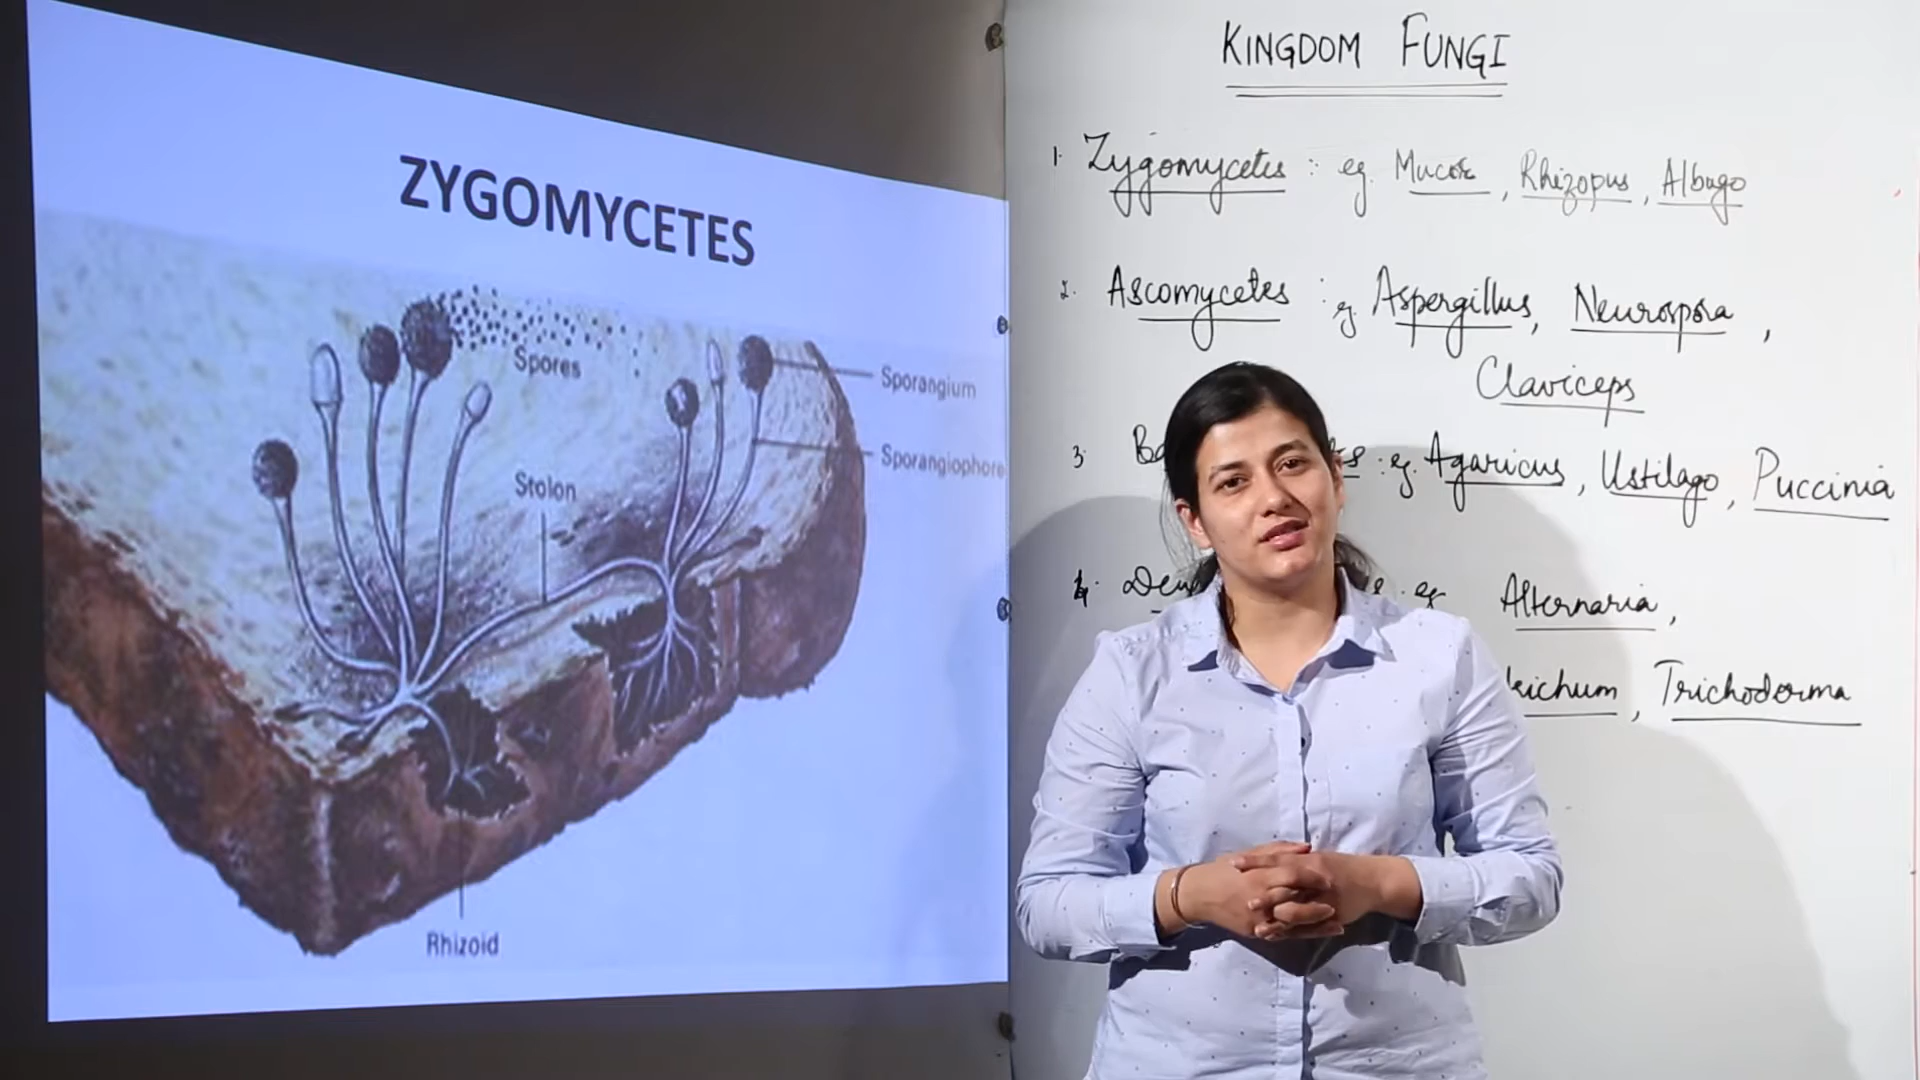 ZYGOMYCETES
Spores
Sporangium
Sporangiophore
Stolon
Rhizoid
KINGDOM FUNGI
1. Zygomycetes : eg. Mucor, Rhizopus, Albugo
2. Ascomycetes : eg. Aspergillus, Neurospora,
Claviceps
3. : eg. Agaricus, Ustilago, Puccinia
4. eg Alternaria,
Trichoderma